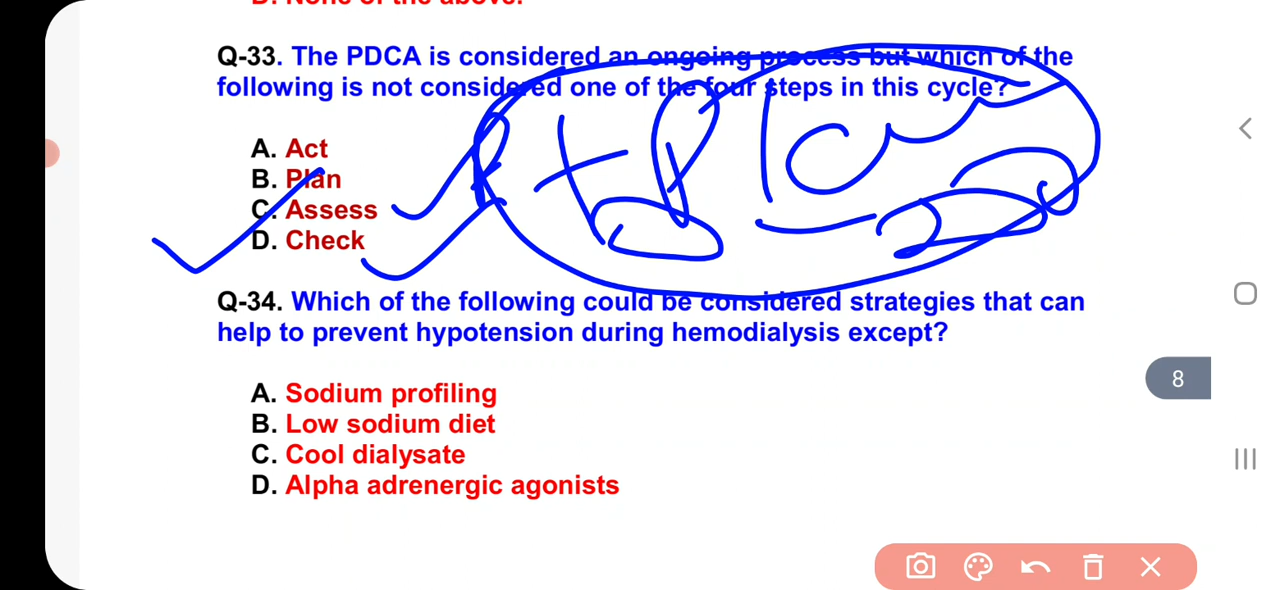 Q-33. The PDCA is considered an ongoing process but which of the
following is not considered one of the four steps in this cycle?
A. Act
B. Plan
C. Assess
D. Check
Q-34. Which of the following could be considered strategies that can
help to prevent hypotension during hemodialysis except?
8
A. Sodium profiling
B. Low sodium diet
C. Cool dialysate
D. Alpha adrenergic agonists